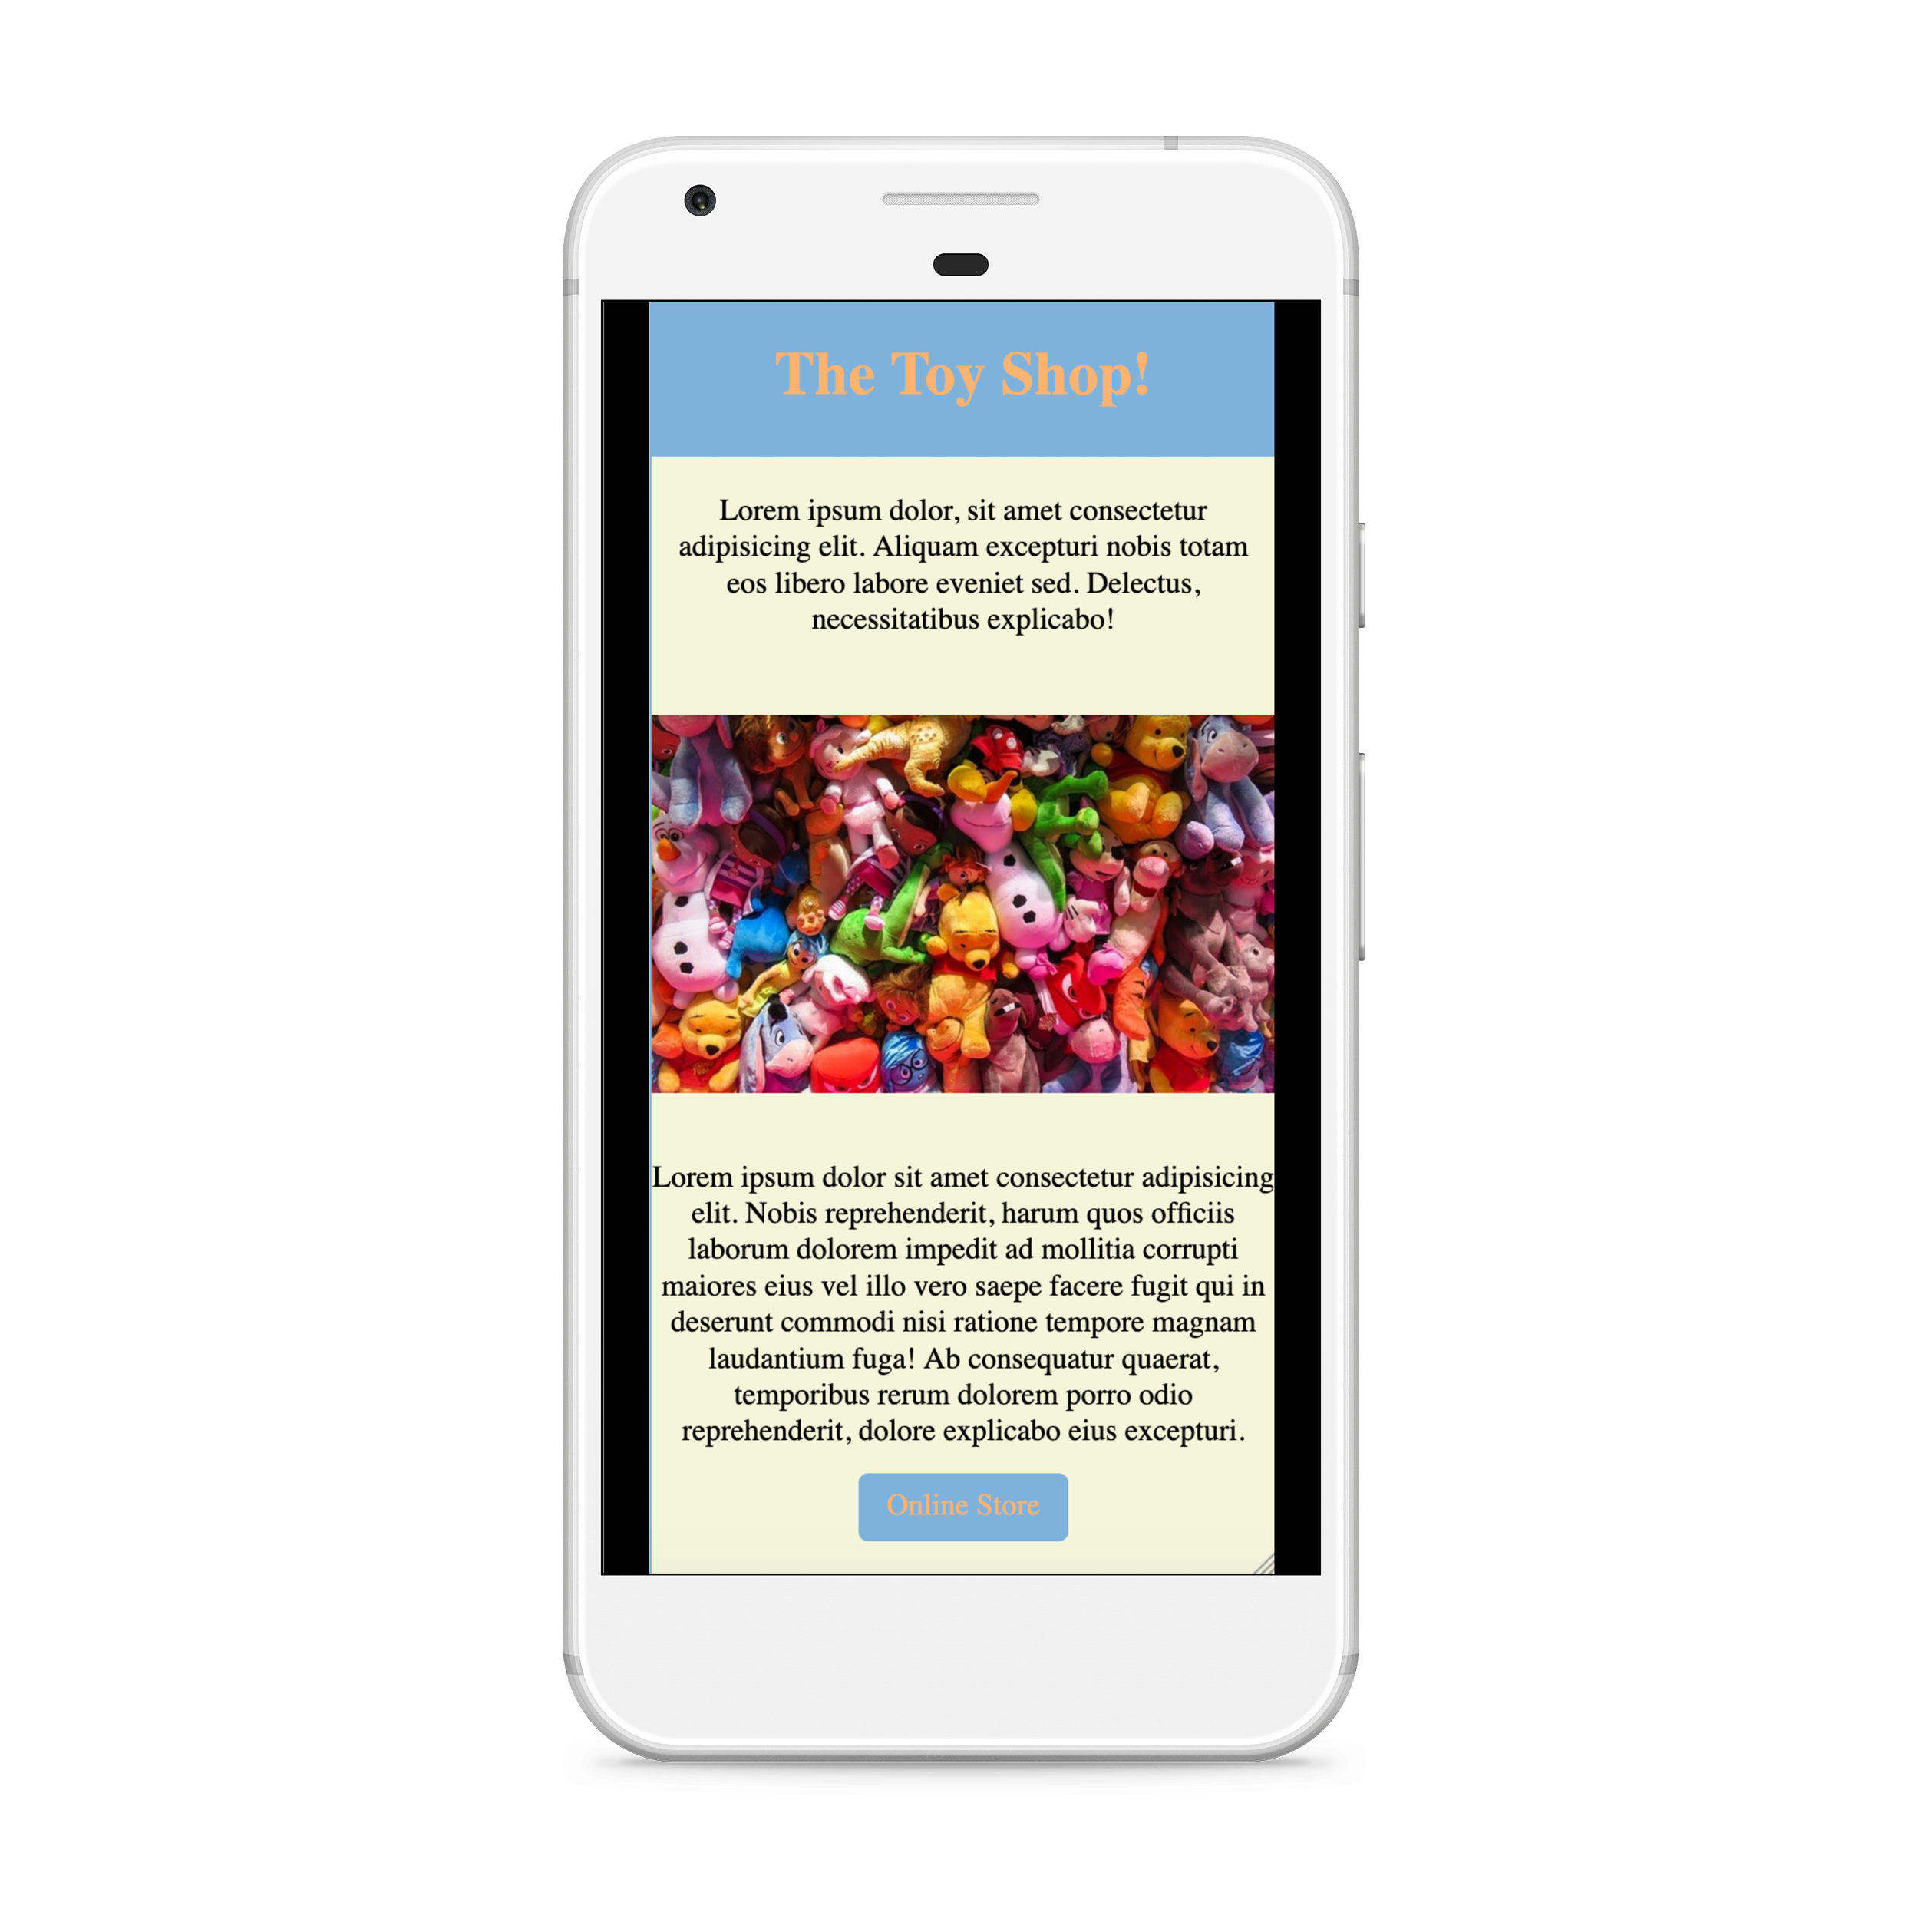 The Toy Shop!
Lorem ipsum dolor, sit amet consectetur
adipisicing elit. Aliquam excepturi nobis totam
eos libero labore eveniet sed. Delectus,
necessitatibus explicabo!
Lorem ipsum dolor sit amet consectetur adipisicing
elit. Nobis reprehenderit, harum quos officiis
laborum dolorem impedit ad mollitia corrupti
maiores eius vel illo vero saepe facere fugit qui in
deserunt commodi nisi ratione tempore magnam
laudantium fuga! Ab consequatur quaerat,
temporibus rerum dolorem porro odio
reprehenderit, dolore explicabo eius excepturi.
Online Store